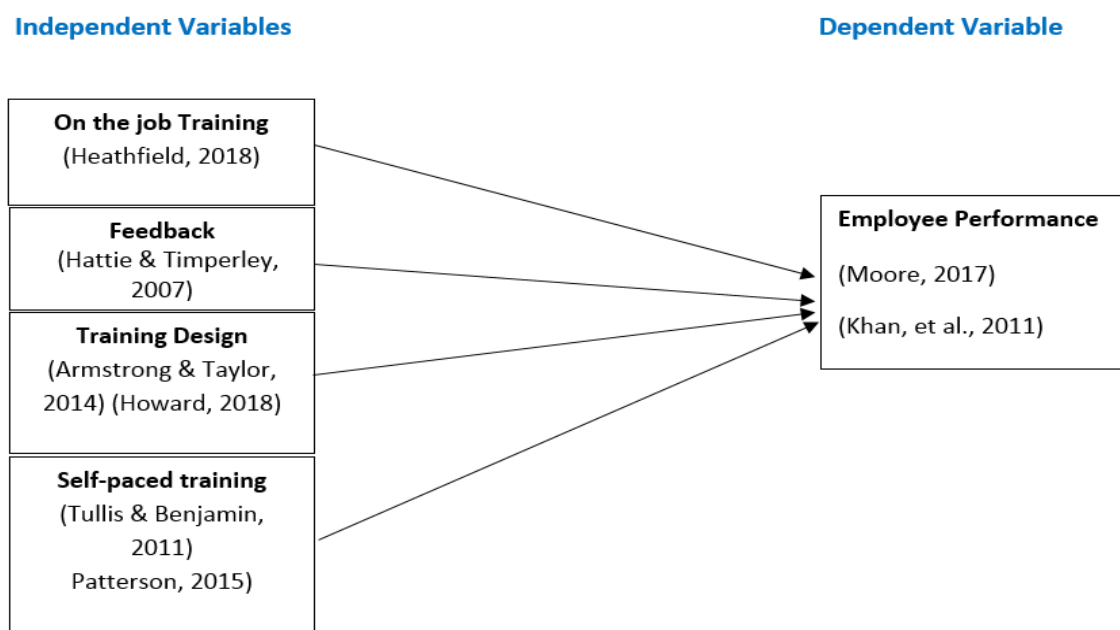 Independent Variables
Dependent Variable
On the job Training
(Heathfield, 2018)
Feedback
(Hattie & Timperley,
2007)
Training Design
(Armstrong & Taylor,
2014) (Howard, 2018)
Self-paced training
(Tullis & Benjamin,
2011)
Patterson, 2015)
Employee Performance
(Moore, 2017)
(Khan, et al., 2011)